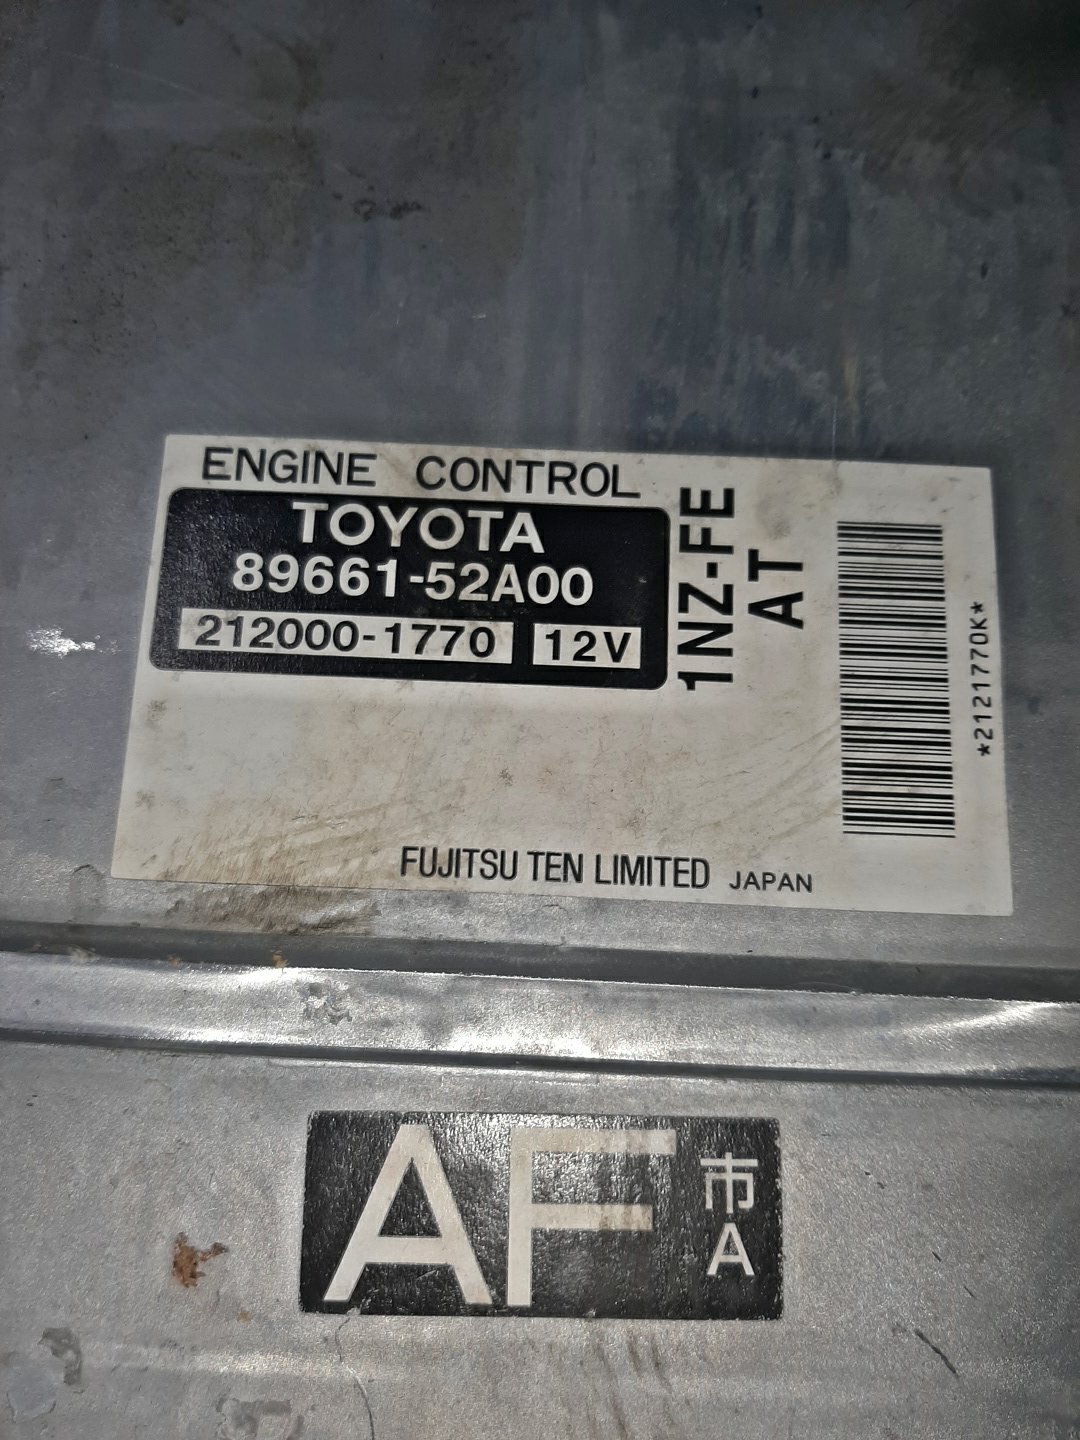 ENGINE CONTROL
TOYOTA
89661-52A00
212000-1770 12V
1NZ-FE
AT
*2121770K*
FUJITSU TEN LIMITED JAPAN
AF
市
A